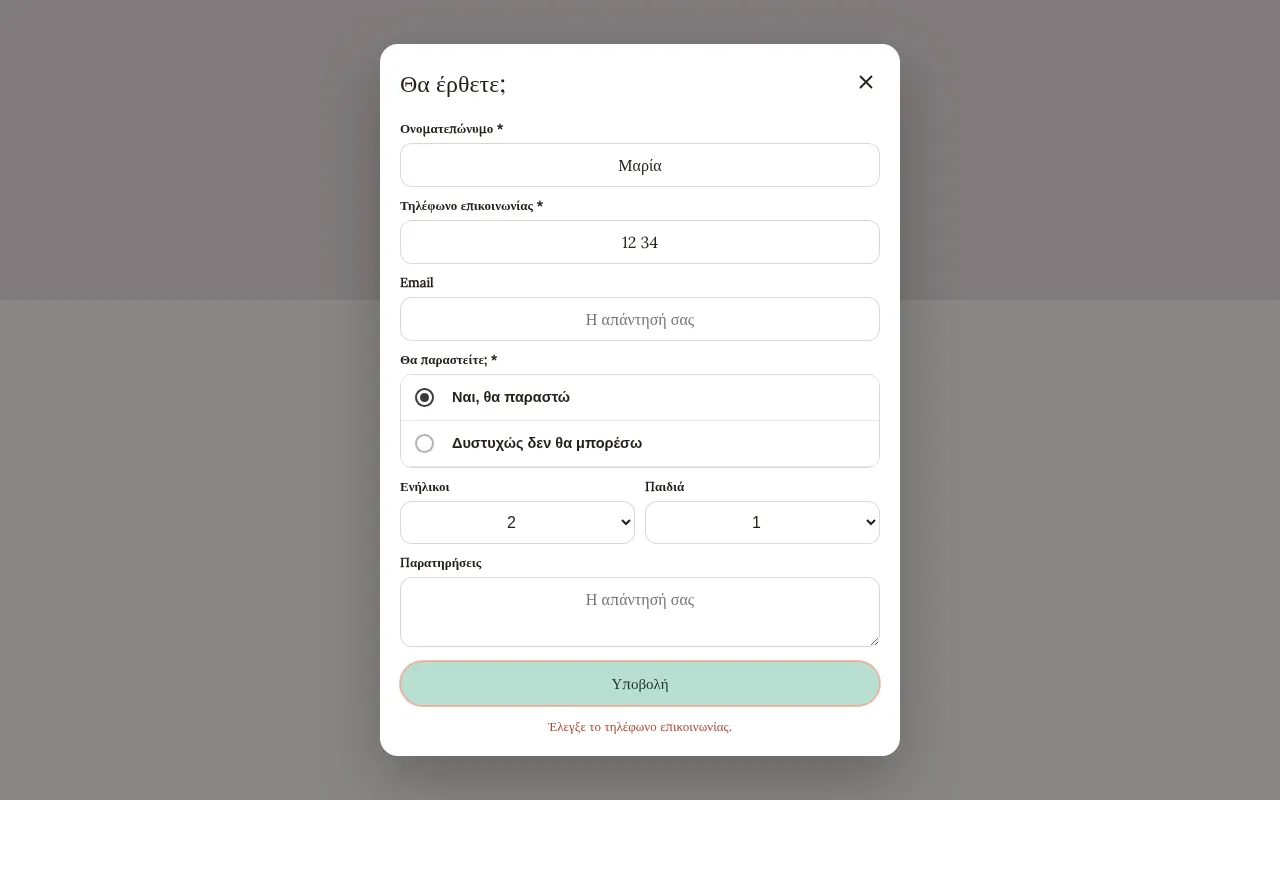 Θα έρθετε;
Ονοματεπώνυμο *
Μαρία
Τηλέφωνο επικοινωνίας *
12 34
Email
Η απάντησή σας
Θα παραστείτε; *
Ναι, θα παραστώ
Δυστυχώς δεν θα μπορέσω
Ενήλικοι Παιδιά
2 1
Παρατηρήσεις
Η απάντησή σας
Υποβολή
Έλεγξε το τηλέφωνο επικοινωνίας.